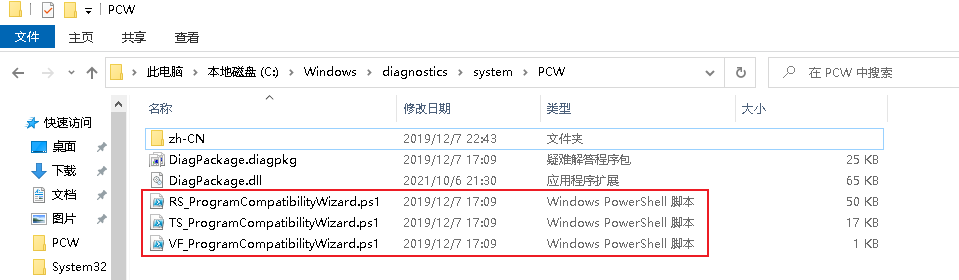 PCW
文件 主页 共享 查看
此电脑 本地磁盘 (C:) Windows diagnostics system PCW 在 PCW 中搜索
名称 修改日期 类型 大小
快速访问
桌面
下载
文档
图片
PCW
System32
zh-CN 2019/12/7 22:43 文件夹
DiagPackage.diagpkg 2019/12/7 17:09 疑难解答程序包 25 KB
DiagPackage.dll 2021/10/6 21:30 应用程序扩展 65 KB
RS_ProgramCompatibilityWizard.ps1 2019/12/7 17:09 Windows PowerShell 脚本 50 KB
TS_ProgramCompatibilityWizard.ps1 2019/12/7 17:09 Windows PowerShell 脚本 17 KB
VF_ProgramCompatibilityWizard.ps1 2019/12/7 17:09 Windows PowerShell 脚本 1 KB